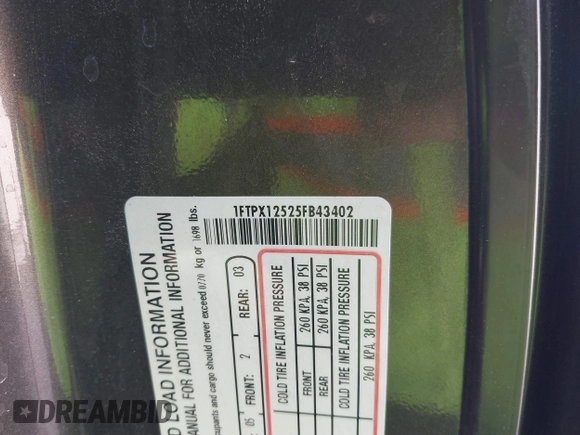 1FTPX12525FB43402
D LOAD INFORMATION
ANUAL FOR ADDITIONAL INFORMATION
cupants and cargo should never exceed 0770 kg or 1698 lbs.
05 FRONT: 2 REAR: 03
COLD TIRE INFLATION PRESSURE
FRONT 260 KPA, 38 PSI
REAR 260 KPA, 38 PSI
COLD TIRE INFLATION PRESSURE
260 KPA, 38 PSI
DREAMBID